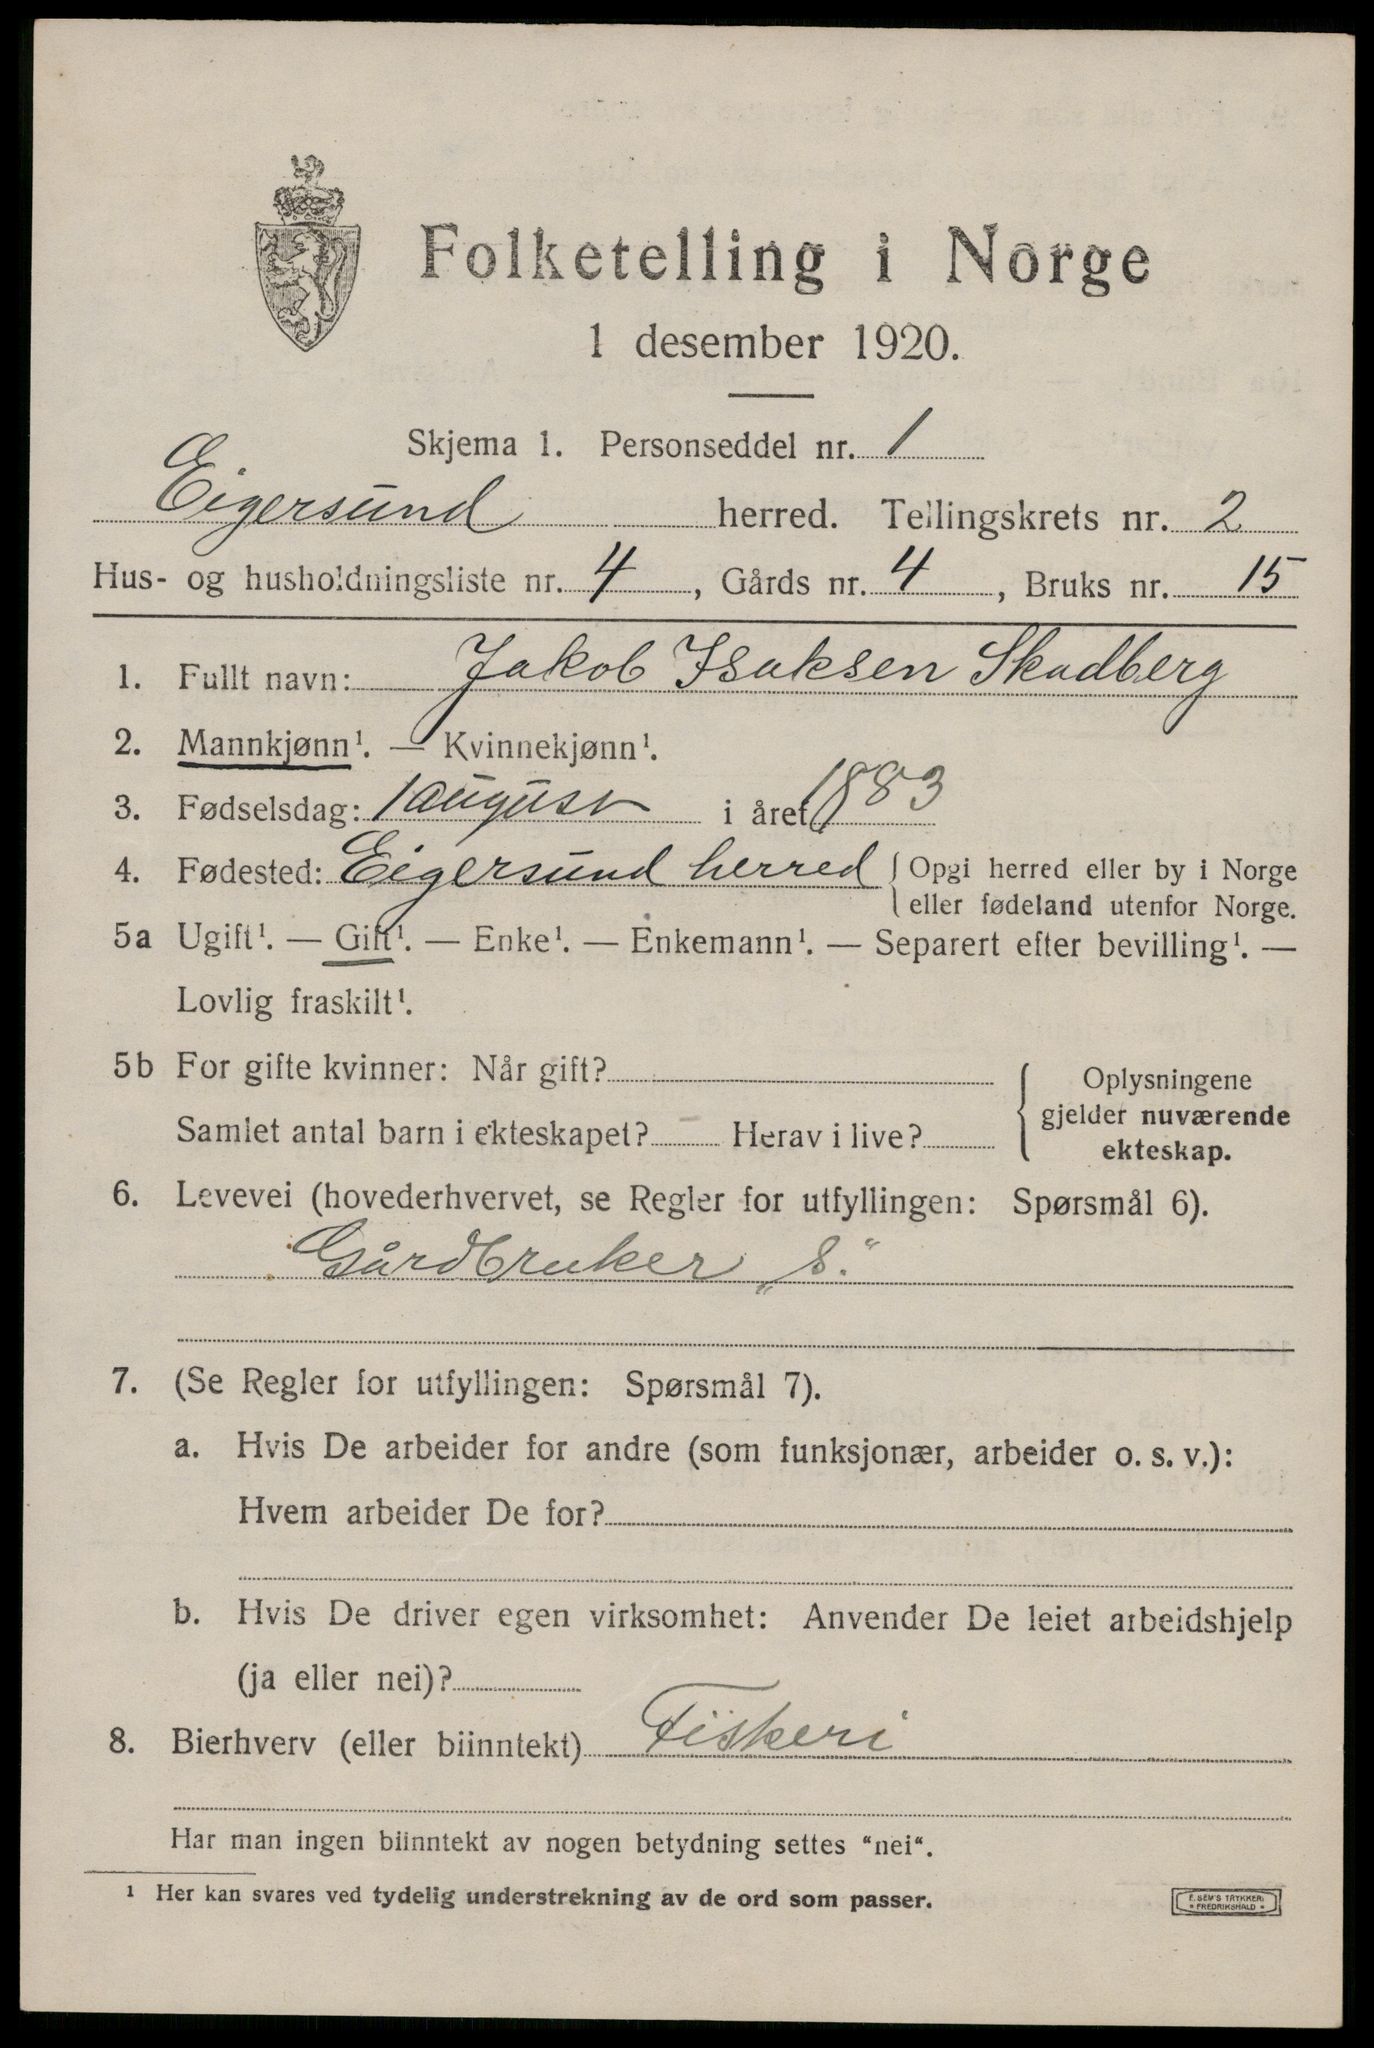 Folketelling i Norge
1 desember 1920.
Skjema 1. Personseddel nr. 1
Eigersund herred. Tellingskrets nr. 2
Hus- og husholdningsliste nr. 4, Gårds nr. 4, Bruks nr. 15
1. Fullt navn: Jakob Isaksen Skadberg
2. Mannkjønn¹. — Kvinnekjønn¹.
3. Fødselsdag: 1 august i året 1883
4. Fødested: Eigersund herred { Opgi herred eller by i Norge
eller fødeland utenfor Norge.
5a Ugift¹. — Gift¹. — Enke¹. — Enkemann¹. — Separert efter bevilling¹. —
Lovlig fraskilt¹.
5b For gifte kvinner: Når gift?
Samlet antal barn i ekteskapet? Herav i live?
{ Oplysningene
gjelder nuværende
ekteskap.
6. Levevei (hovederhvervet, se Regler for utfyllingen: Spørsmål 6).
Gårdbruker „S.“
7. (Se Regler for utfyllingen: Spørsmål 7).
a. Hvis De arbeider for andre (som funksjonær, arbeider o. s. v.):
Hvem arbeider De for?
b. Hvis De driver egen virksomhet: Anvender De leiet arbeidshjelp
(ja eller nei)?
8. Bierhverv (eller biinntekt) Fiskeri
Har man ingen biinntekt av nogen betydning settes “nei“.
¹ Her kan svares ved tydelig understrekning av de ord som passer.
E. SEM'S TRYKKERI
* FREDRIKSHALD *